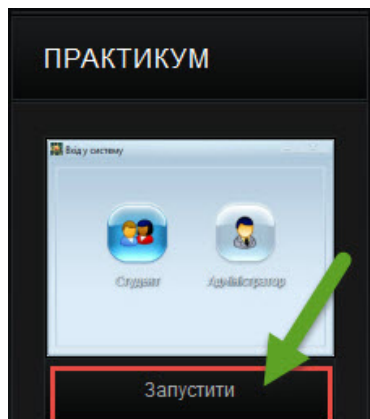 ПРАКТИКУМ
Вхід у систему
Студент
Адміністратор
Запустити